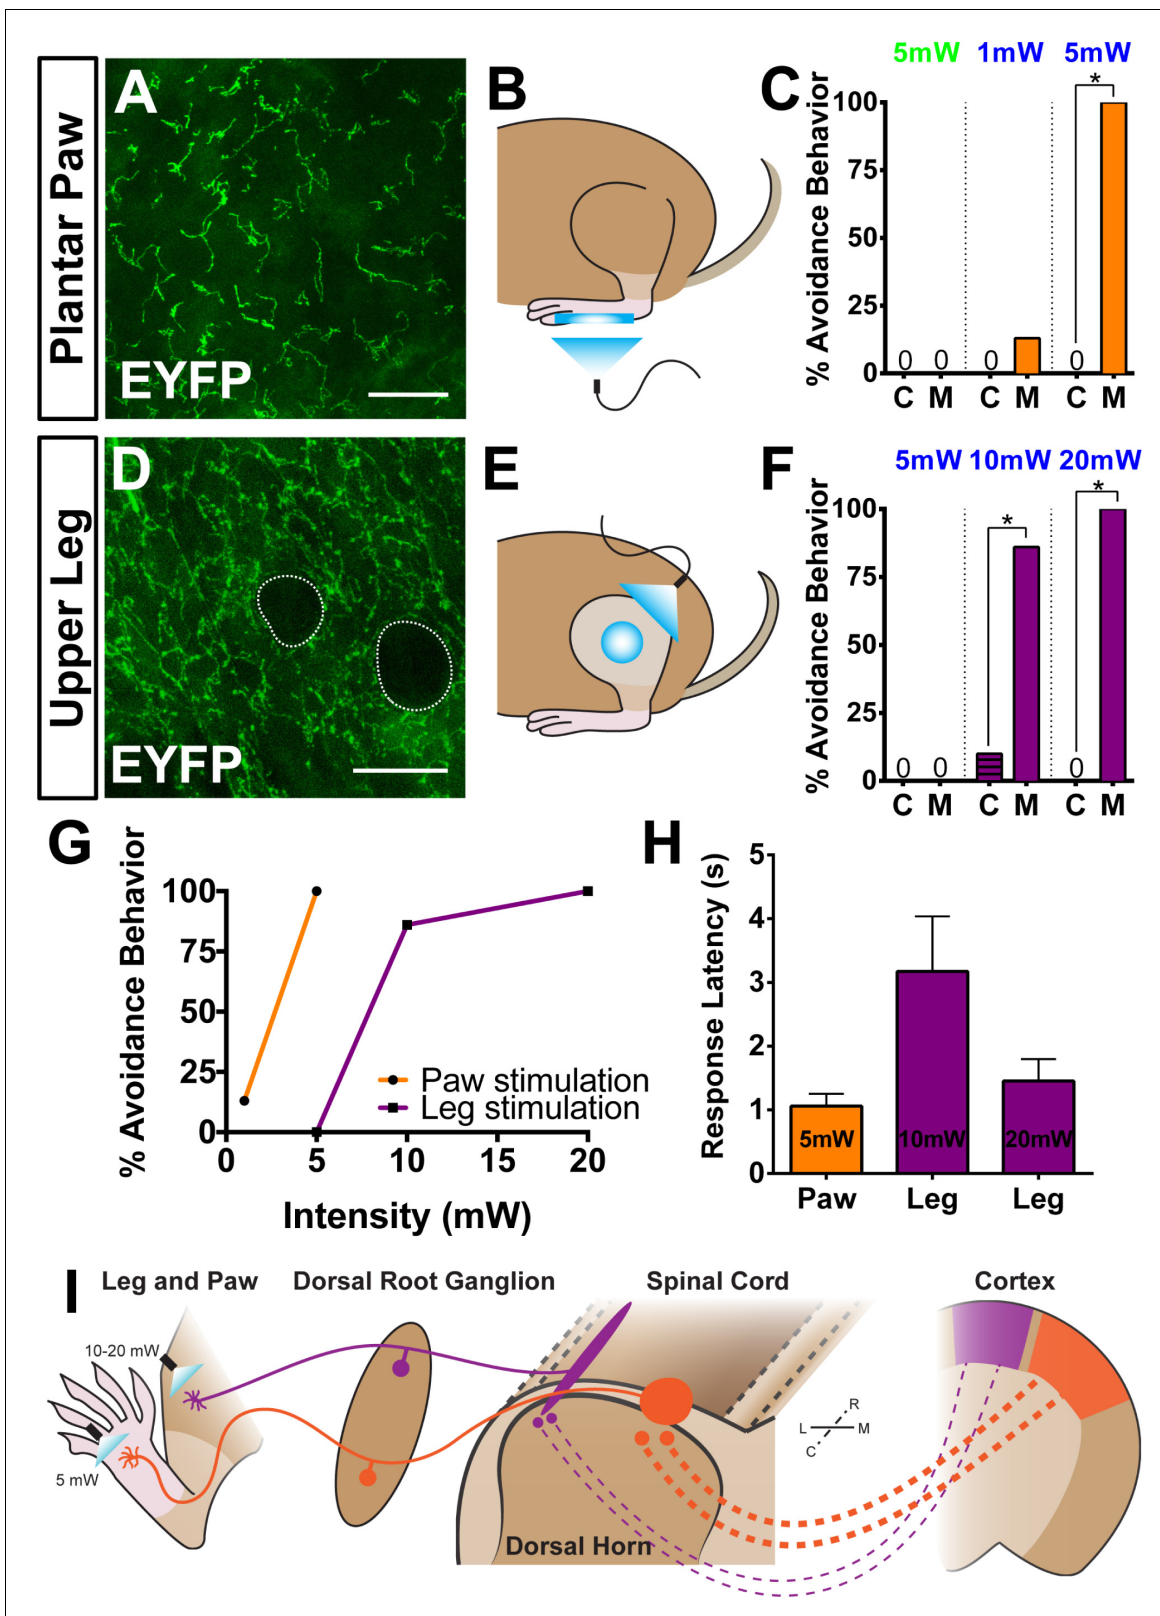 Plantar Paw
A
EYFP
B
C
5mW 1mW 5mW
*
% Avoidance Behavior
100
75
50
25
0
0 0 0 0
C M C M C M
Upper Leg
D
EYFP
E
F
5mW 10mW 20mW
* *
% Avoidance Behavior
100
75
50
25
0
0 0 0
C M C M C M
G
% Avoidance Behavior
100
75
50
25
0
0 5 10 15 20
Intensity (mW)
Paw stimulation
Leg stimulation
H
Response Latency (s)
5
4
3
2
1
0
5mW 10mW 20mW
Paw Leg Leg
I
Leg and Paw Dorsal Root Ganglion Spinal Cord Cortex
10-20 mW
5 mW
R
L M
C
Dorsal Horn